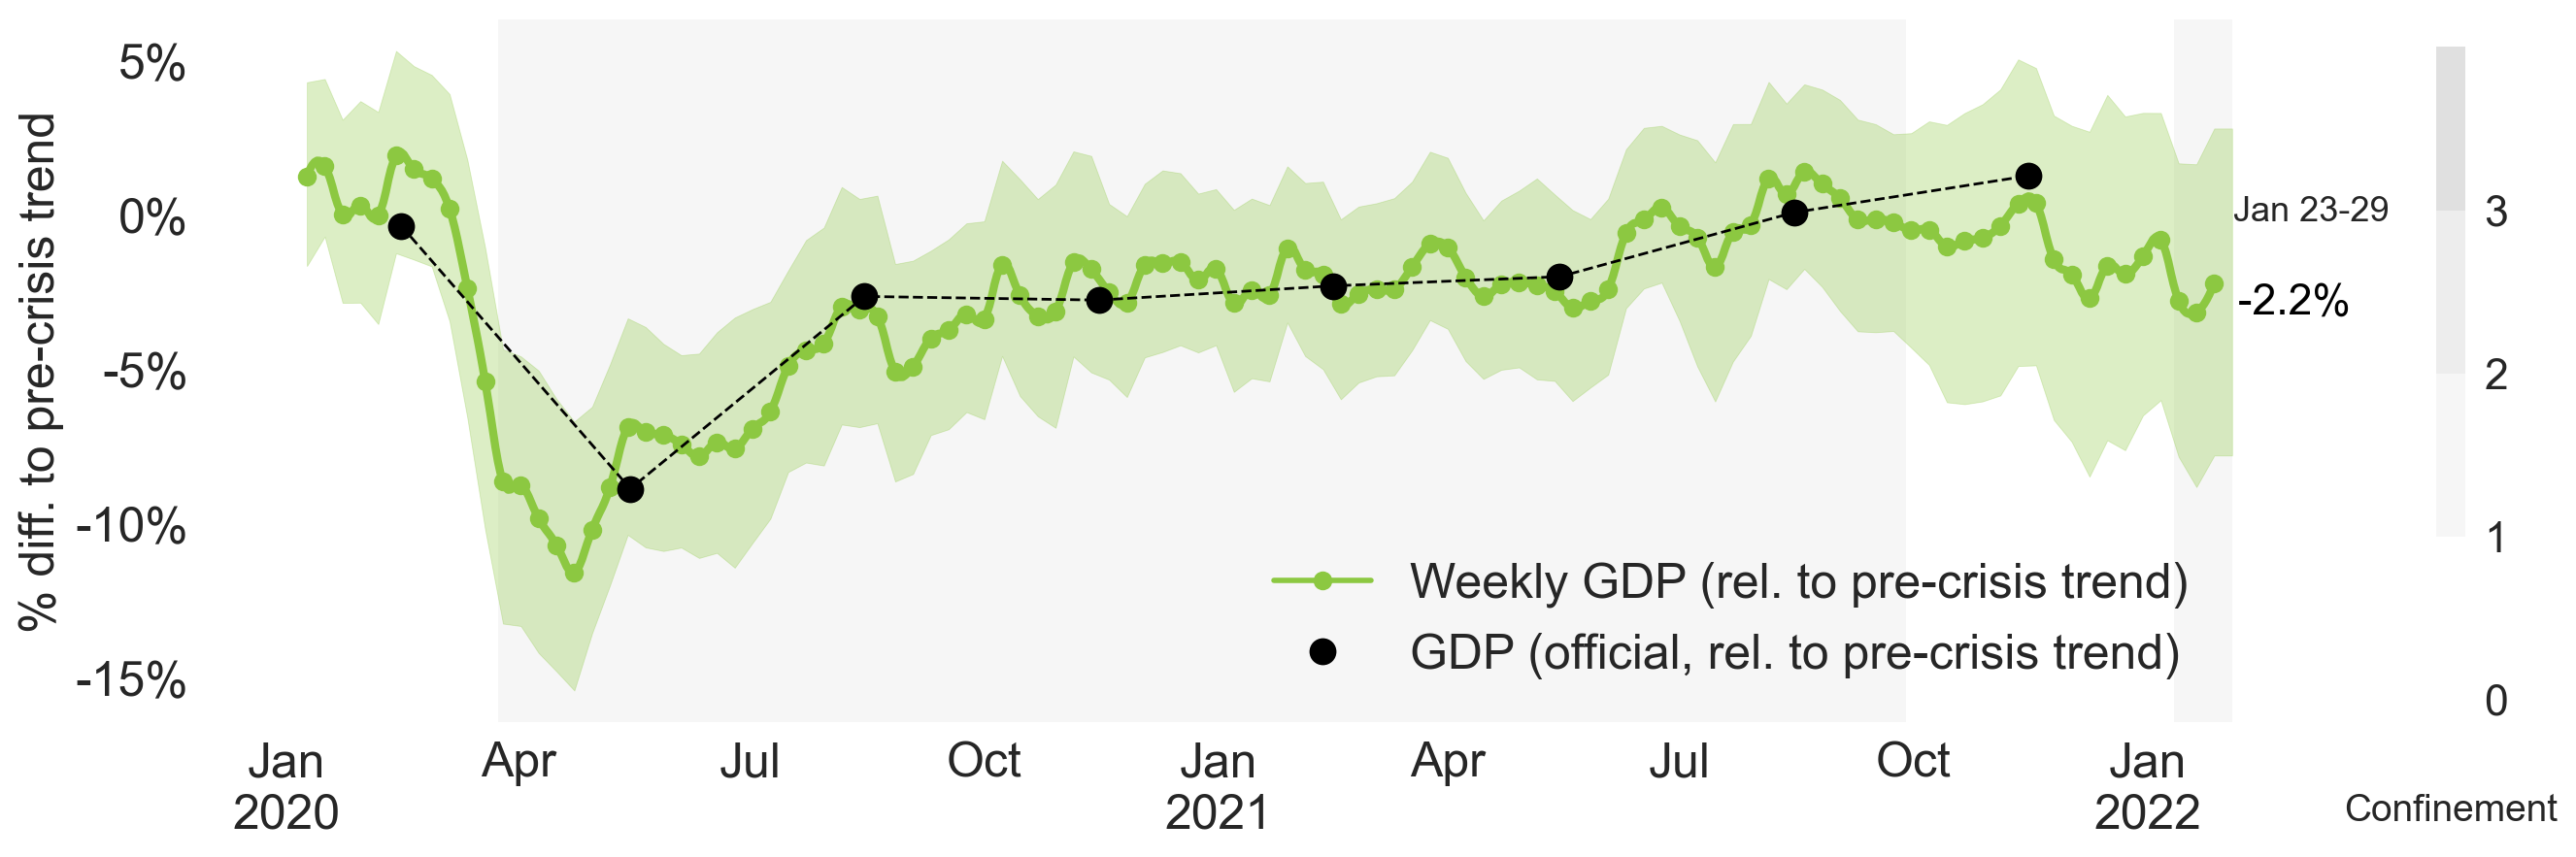 % diff. to pre-crisis trend
5%
0%
-5%
-10%
-15%
Jan 23-29
-2.2%
Weekly GDP (rel. to pre-crisis trend)
GDP (official, rel. to pre-crisis trend)
3
2
1
0
Jan Apr Jul Oct Jan Apr Jul Oct Jan
2020 2021 2022
Confinement